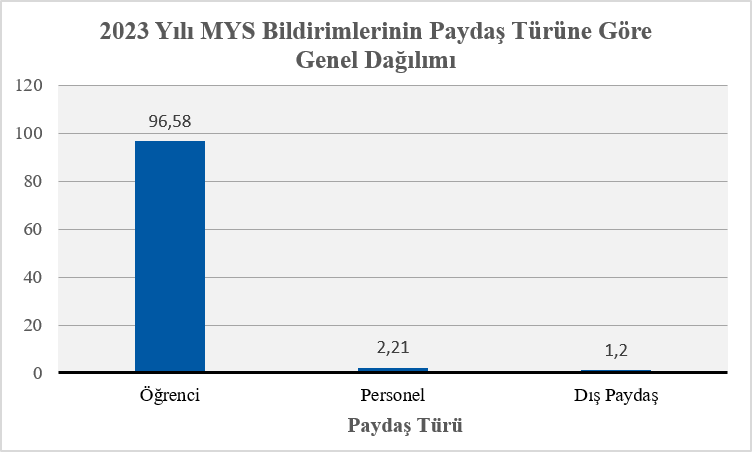 2023 Yılı MYS Bildirimlerinin Paydaş Türüne Göre
Genel Dağılımı
120
100
80
60
40
20
0
96,58
2,21
1,2
Öğrenci
Personel
Dış Paydaş
Paydaş Türü